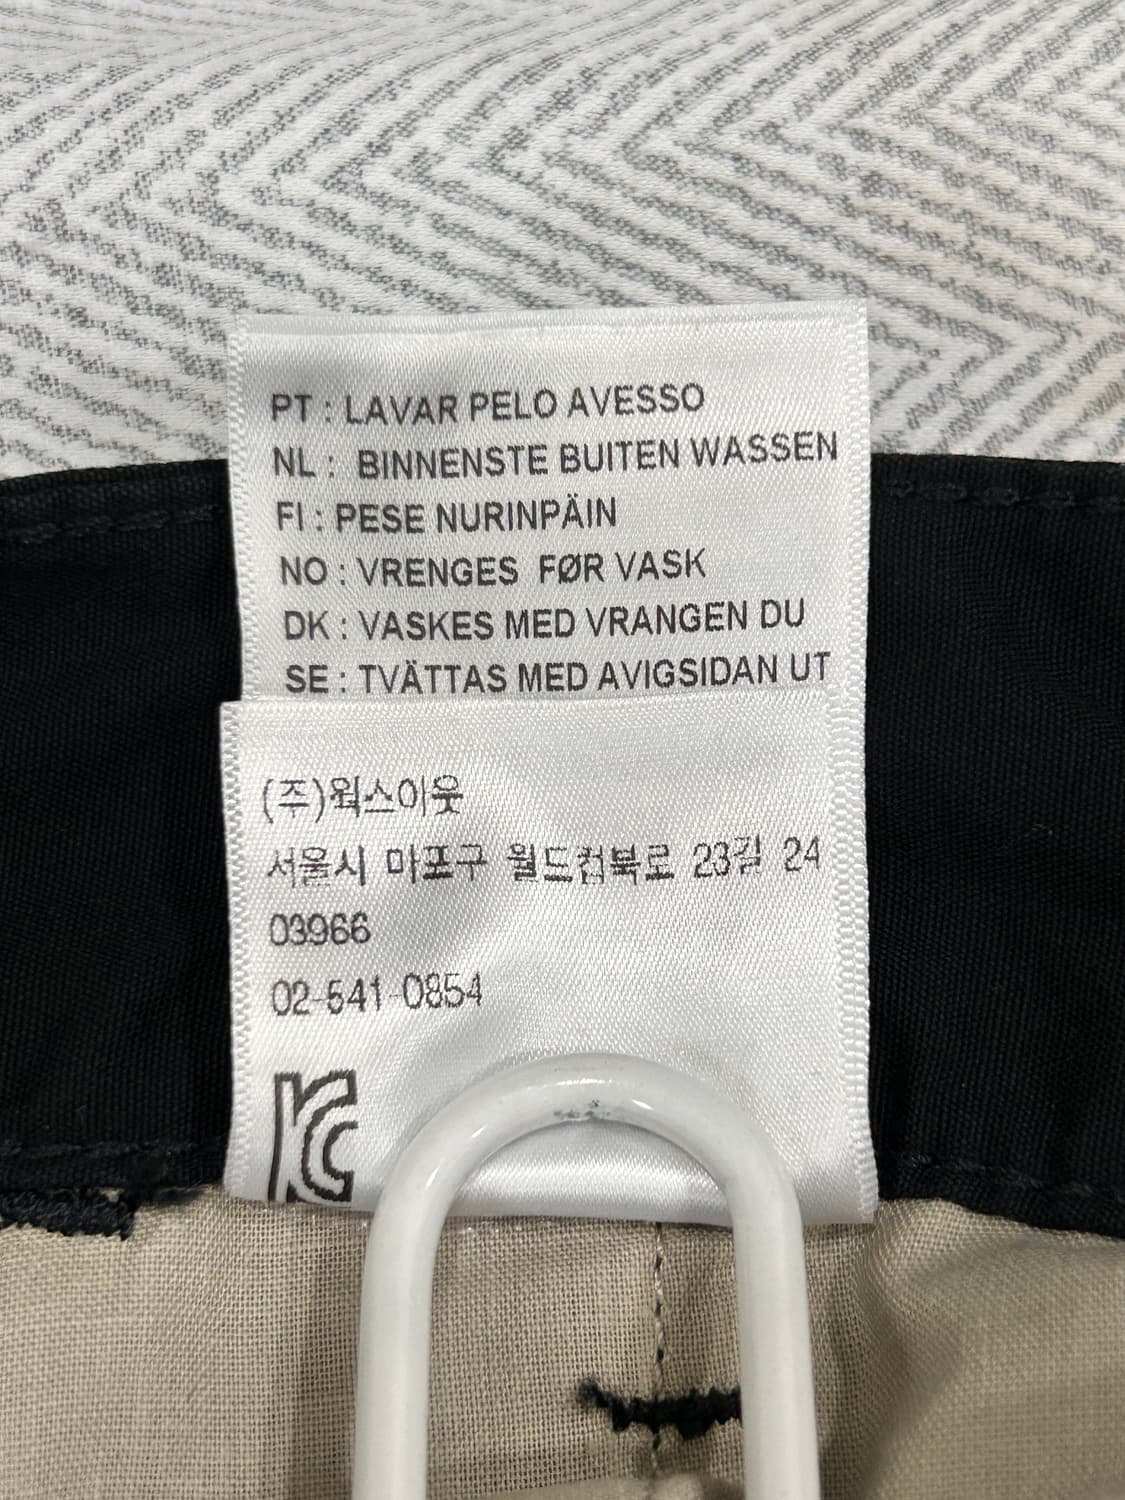 PT : LAVAR PELO AVESSO
NL : BINNENSTE BUITEN WASSEN
FI : PESE NURINPÄIN
NO : VRENGES FØR VASK
DK : VASKES MED VRANGEN DU
SE : TVÄTTAS MED AVIGSIDAN UT
(주)웍스이웃
서울시 마포구 월드컵북로 23길 24
03966
02-541-0854
KC